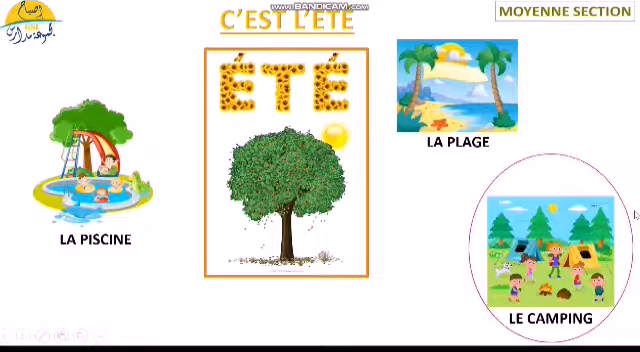 C'EST L'ETE
WWW.BANDICAM.COM
MOYENNE SECTION
ÉTÉ
LA PLAGE
LA PISCINE
LE CAMPING